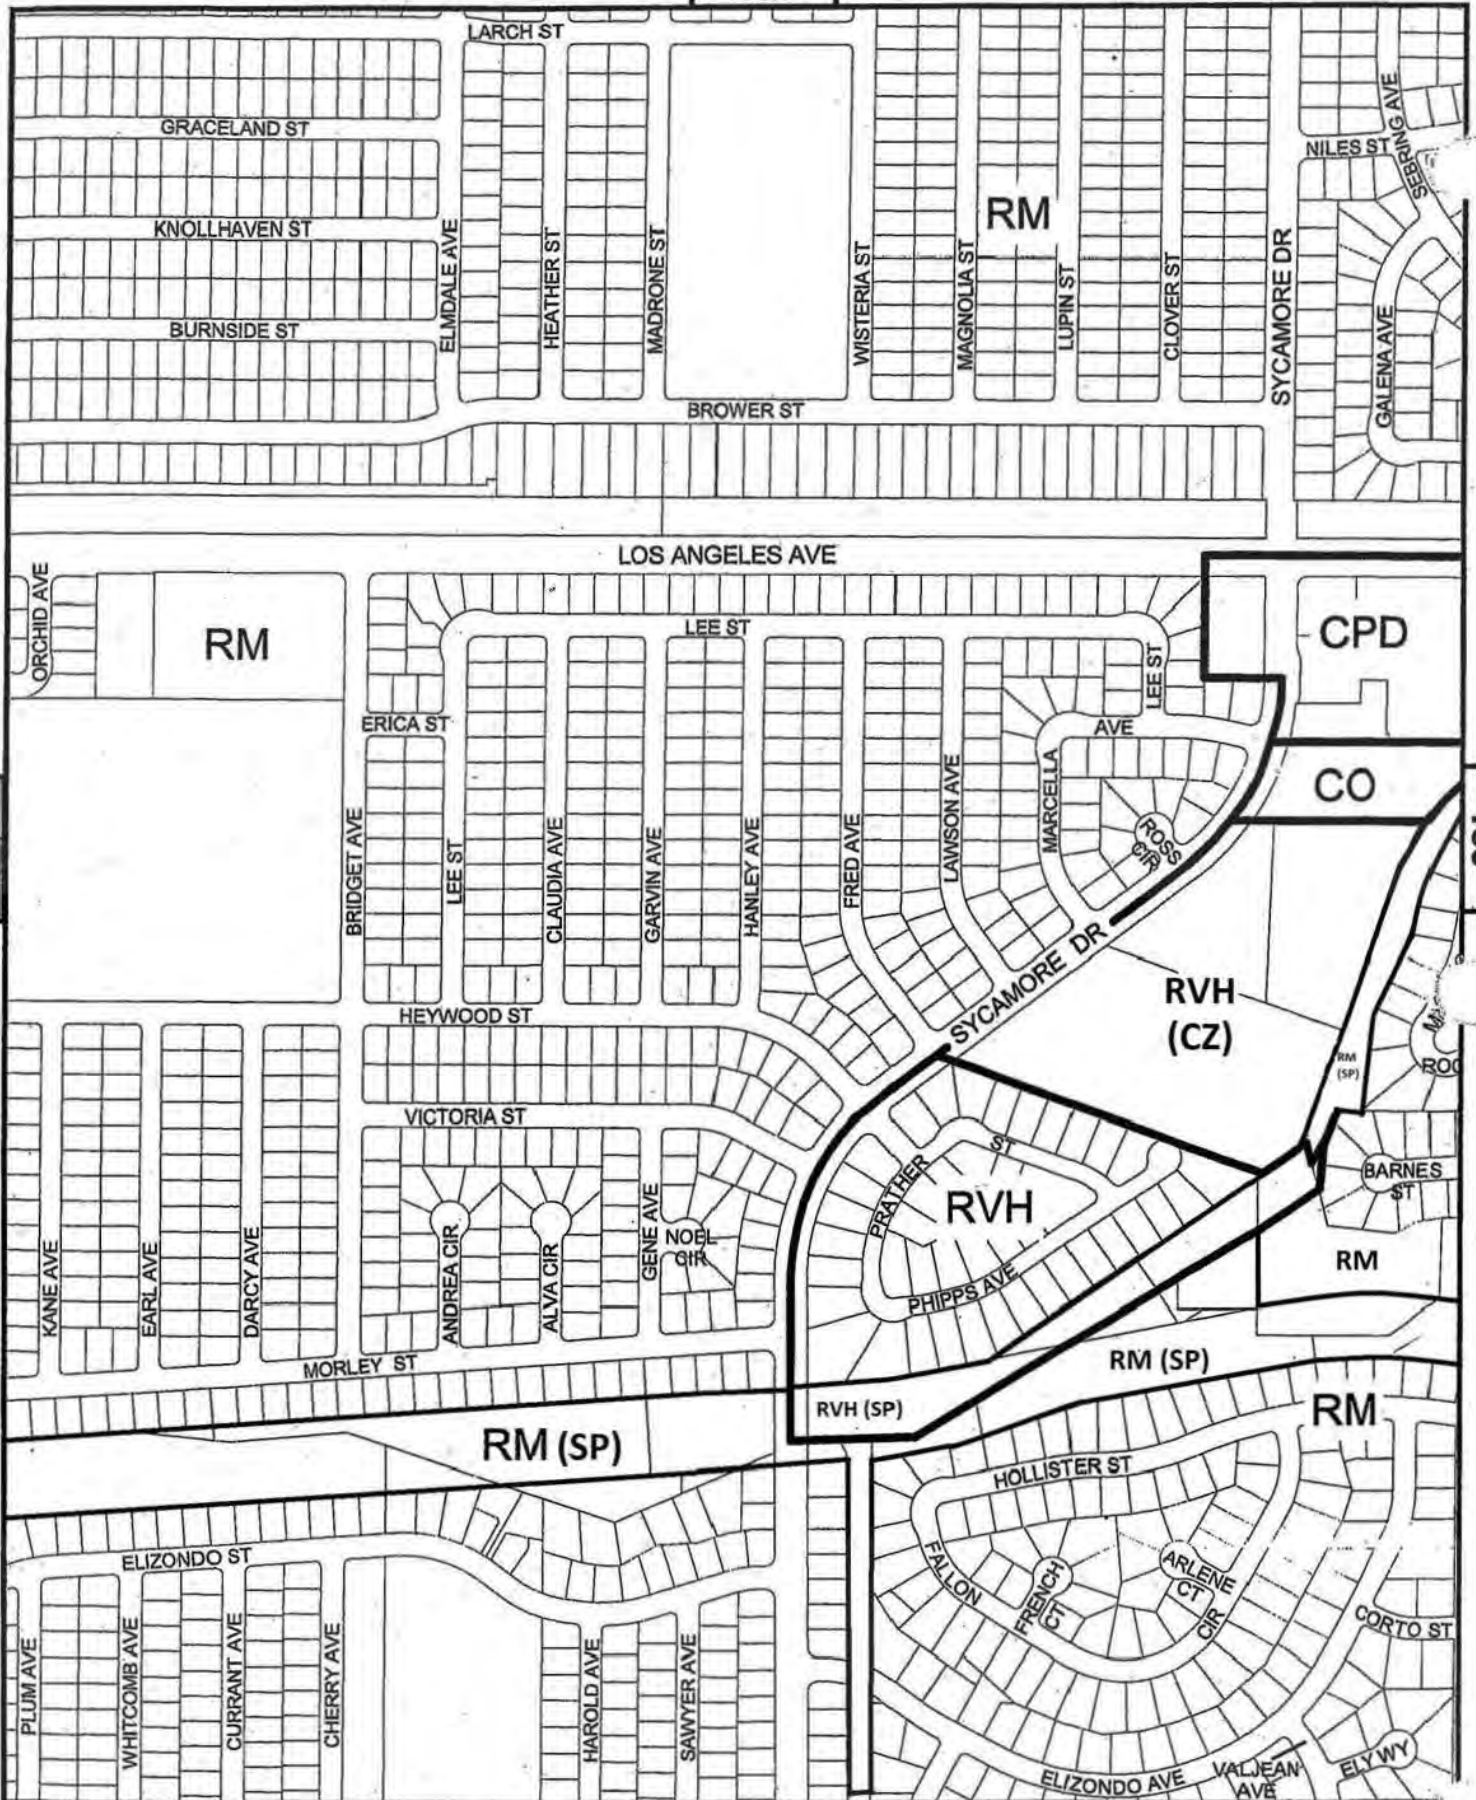 LARCH ST
GRACELAND ST
NILES ST
SEBRING AVE
RM
KNOLLHAVEN ST
ELMDALE AVE
HEATHER ST
MADRONE ST
WISTERIA ST
MAGNOLIA ST
LUPIN ST
CLOVER ST
SYCAMORE DR
GALENA AVE
BURNSIDE ST
BROWER ST
LOS ANGELES AVE
ORCHID AVE
RM
LEE ST
LEE ST
CPD
ERICA ST
AVE
MARCELLA
CO
BRIDGET AVE
LEE ST
CLAUDIA AVE
GARVIN AVE
HANLEY AVE
FRED AVE
LAWSON AVE
ROSS
CIR
SYCAMORE DR
RVH
(CZ)
HEYWOOD ST
RM
(SP)
ROC
VICTORIA ST
PRATHER
ST
BARNES
ST
RVH
KANE AVE
EARL AVE
DARCY AVE
ANDREA CIR
ALVA CIR
GENE AVE
NOEL
CIR
RM
PHIPPS AVE
MORLEY ST
RM (SP)
RVH (SP)
RM
RM (SP)
HOLLISTER ST
ELIZONDO ST
FALLON
FRENCH
CT
ARLENE
CT
CIR
CORTO ST
PLUM AVE
WHITCOMB AVE
CURRANT AVE
CHERRY AVE
HAROLD AVE
SAWYER AVE
ELIZONDO AVE
VALJEAN
AVE
ELY WY